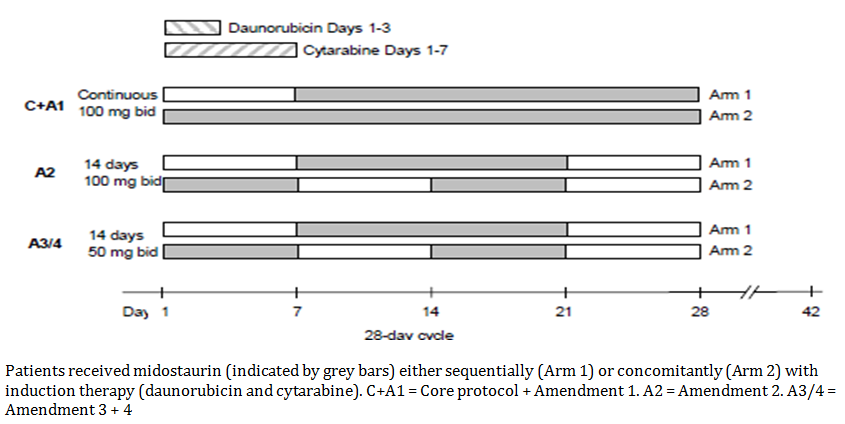 Daunorubicin Days 1-3
Cytarabine Days 1-7
C+A1
Continuous
100 mg bid
Arm 1
Arm 2
A2
14 days
100 mg bid
Arm 1
Arm 2
A3/4
14 days
50 mg bid
Arm 1
Arm 2
Day 1 7 14 21 28 42
28-day cycle
Patients received midostaurin (indicated by grey bars) either sequentially (Arm 1) or concomitantly (Arm 2) with
induction therapy (daunorubicin and cytarabine). C+A1 = Core protocol + Amendment 1. A2 = Amendment 2. A3/4 =
Amendment 3 + 4